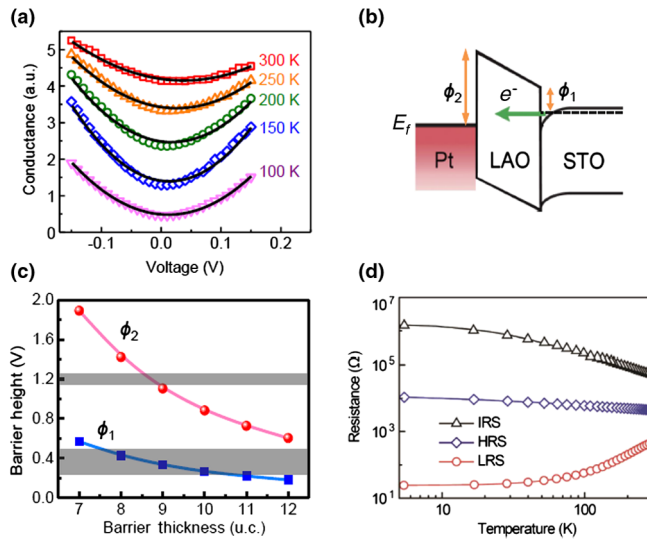 (a)
5
4
3
2
1
0
Conductance (a.u.)
300 K
250 K
200 K
150 K
100 K
-0.1
0.0
0.1
0.2
Voltage (V)
(b)
ϕ2
e-
ϕ1
Ef
Pt
LAO
STO
(c)
2.0
1.6
1.2
0.8
0.4
0.0
Barrier height (V)
ϕ2
ϕ1
7 8 9 10 11 12
Barrier thickness (u.c.)
(d)
10^7
10^5
10^3
10^1
Resistance (Ω)
IRS
HRS
LRS
10
100
Temperature (K)